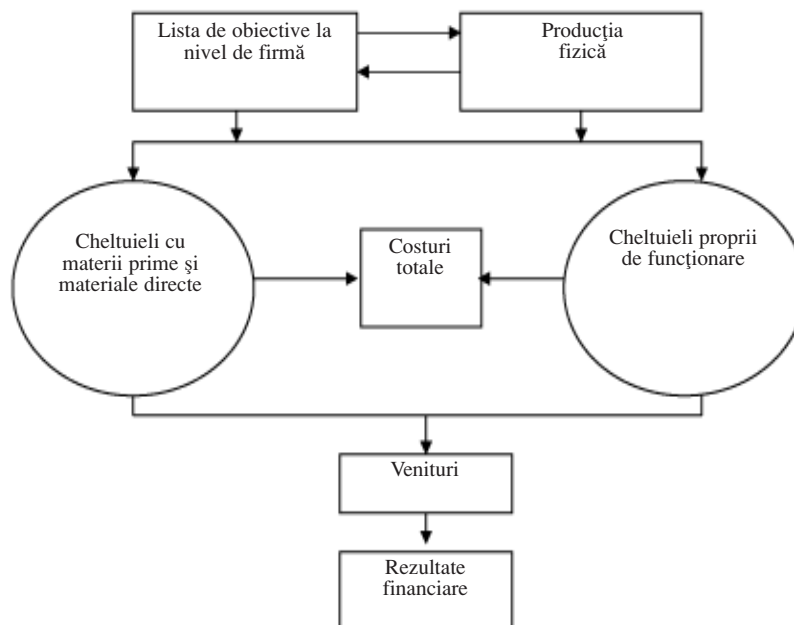 Lista de obiective la
nivel de firmă
Producţia
fizică
Cheltuieli cu
materii prime şi
materiale directe
Costuri
totale
Cheltuieli proprii
de funcţionare
Venituri
Rezultate
financiare